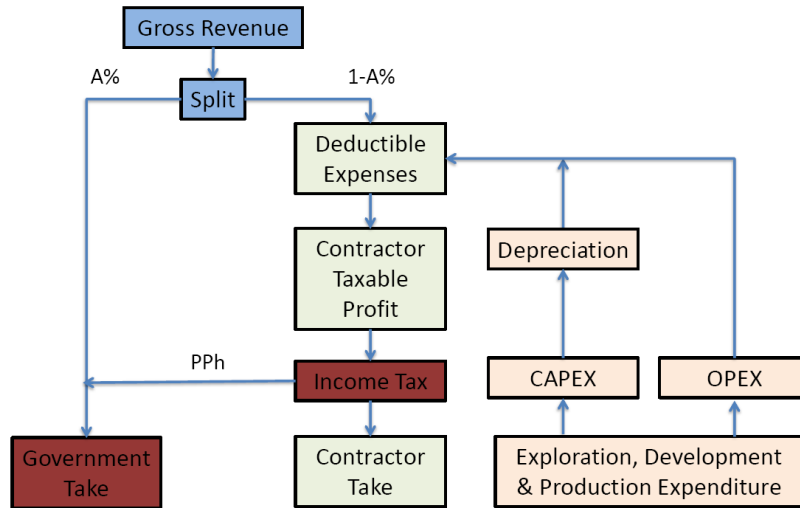 Gross Revenue
A%
1-A%
Split
Deductible
Expenses
Contractor
Taxable
Profit
Depreciation
PPh
Income Tax
CAPEX
OPEX
Government
Take
Contractor
Take
Exploration, Development
& Production Expenditure